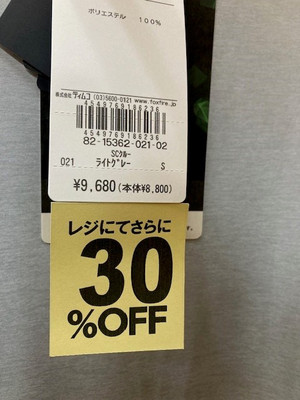 ポリエステル 100%
株式会社ティムコ (03)5600-0121 www.foxfire.jp
4549769186236
4549769186236
82-15362-021-02
SCクルー
021 ライトグレー S
¥9,680(本体¥8,800)
レジにてさらに
30
%OFF